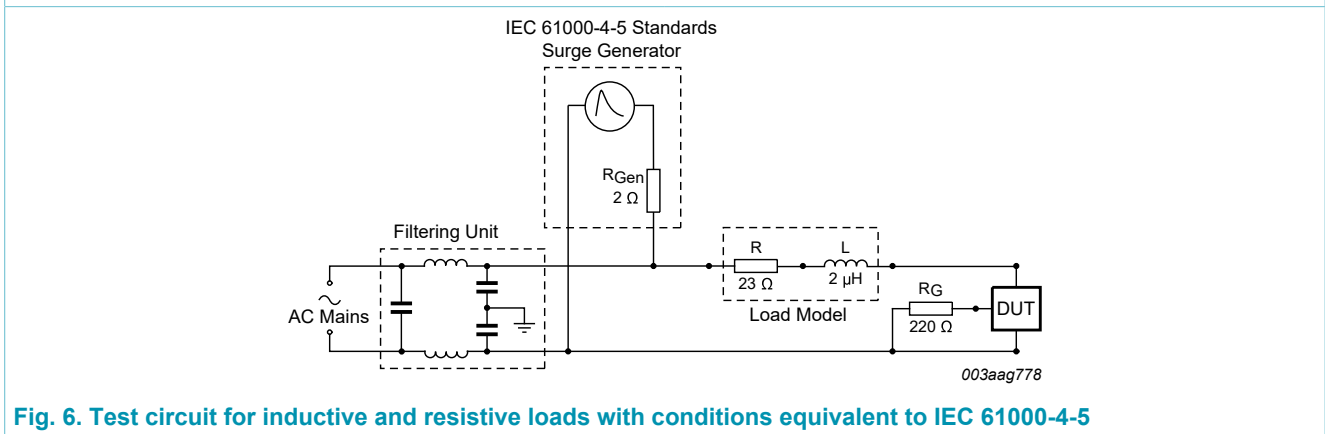 IEC 61000-4-5 Standards
Surge Generator
RGen
2 Ω
Filtering Unit
AC Mains
R
23 Ω
L
2 µH
Load Model
RG
220 Ω
DUT
003aag778
Fig. 6. Test circuit for inductive and resistive loads with conditions equivalent to IEC 61000-4-5